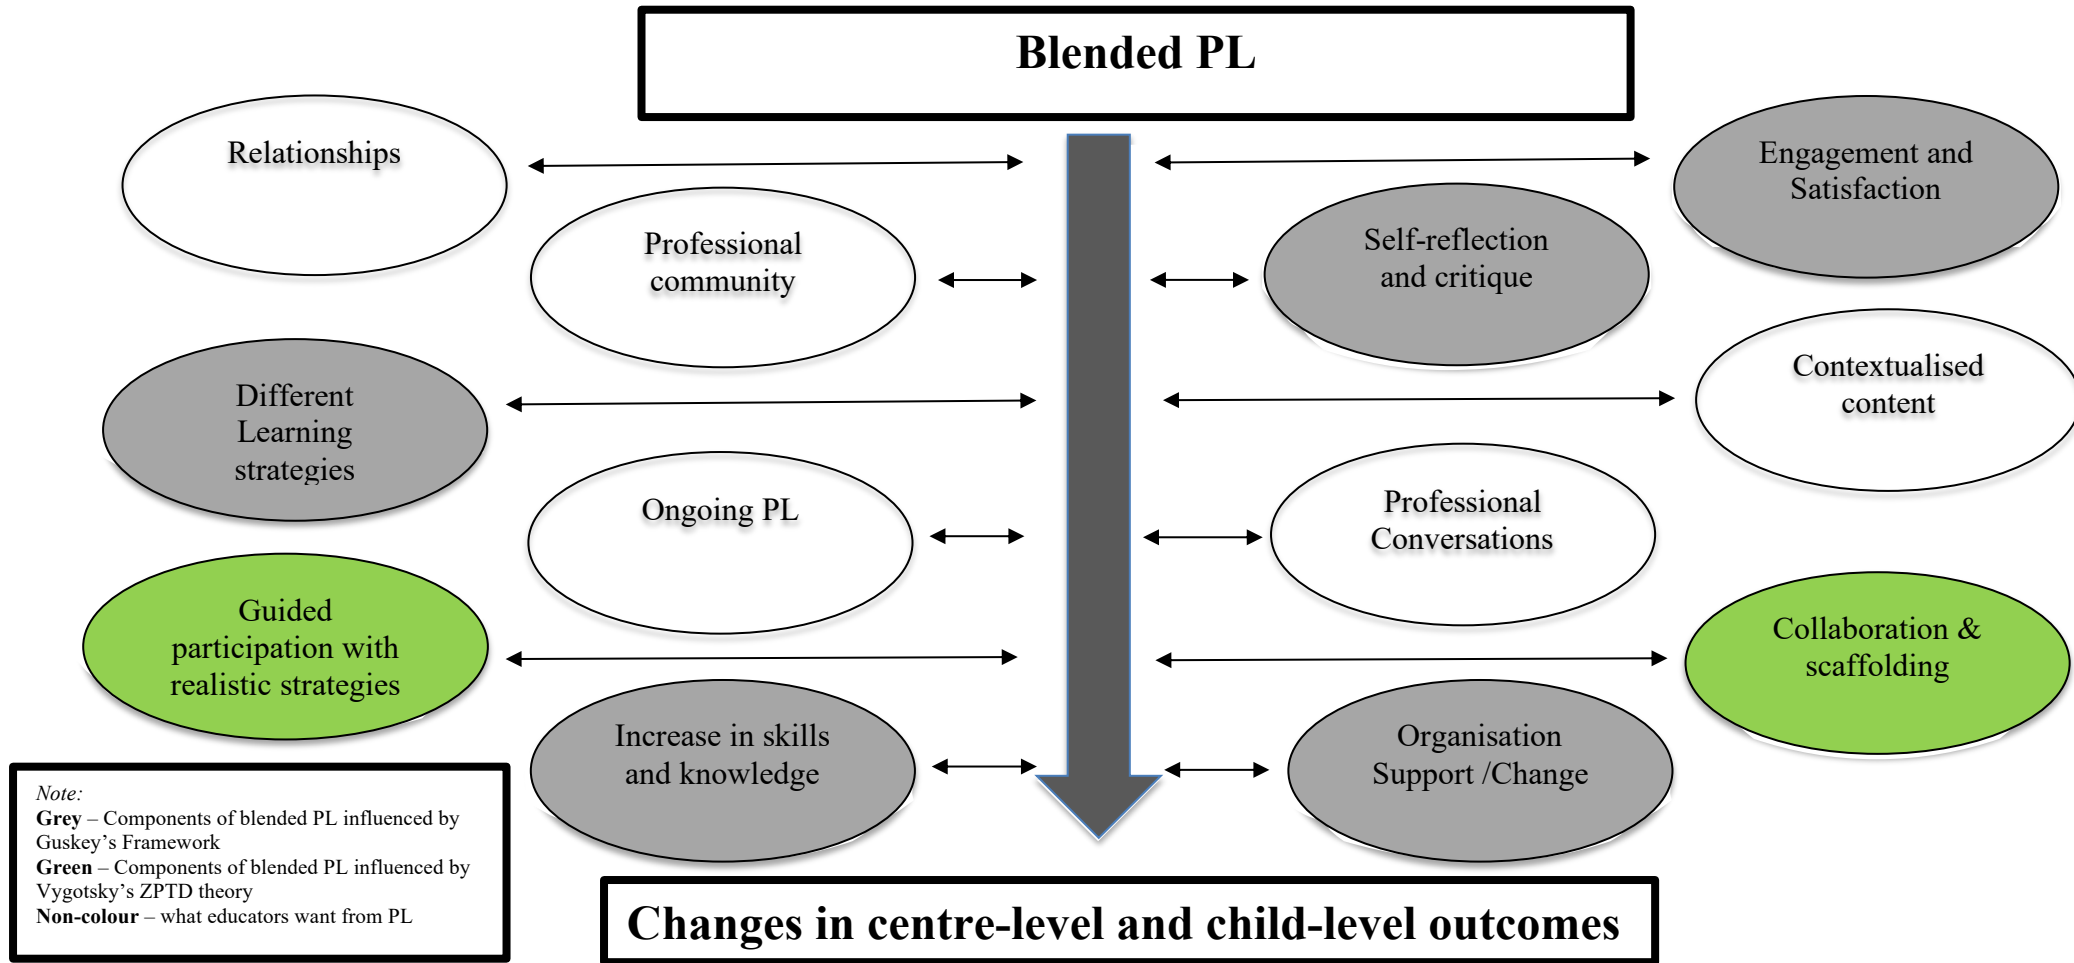 Blended PL
Relationships
Engagement and
Satisfaction
Professional
community
Self-reflection
and critique
Different
Learning
strategies
Contextualised
content
Ongoing PL
Professional
Conversations
Guided
participation with
realistic strategies
Collaboration &
scaffolding
Increase in skills
and knowledge
Organisation
Support /Change
Note:
Grey – Components of blended PL influenced by
Guskey's Framework
Green – Components of blended PL influenced by
Vygotsky's ZPTD theory
Non-colour – what educators want from PL
Changes in centre-level and child-level outcomes